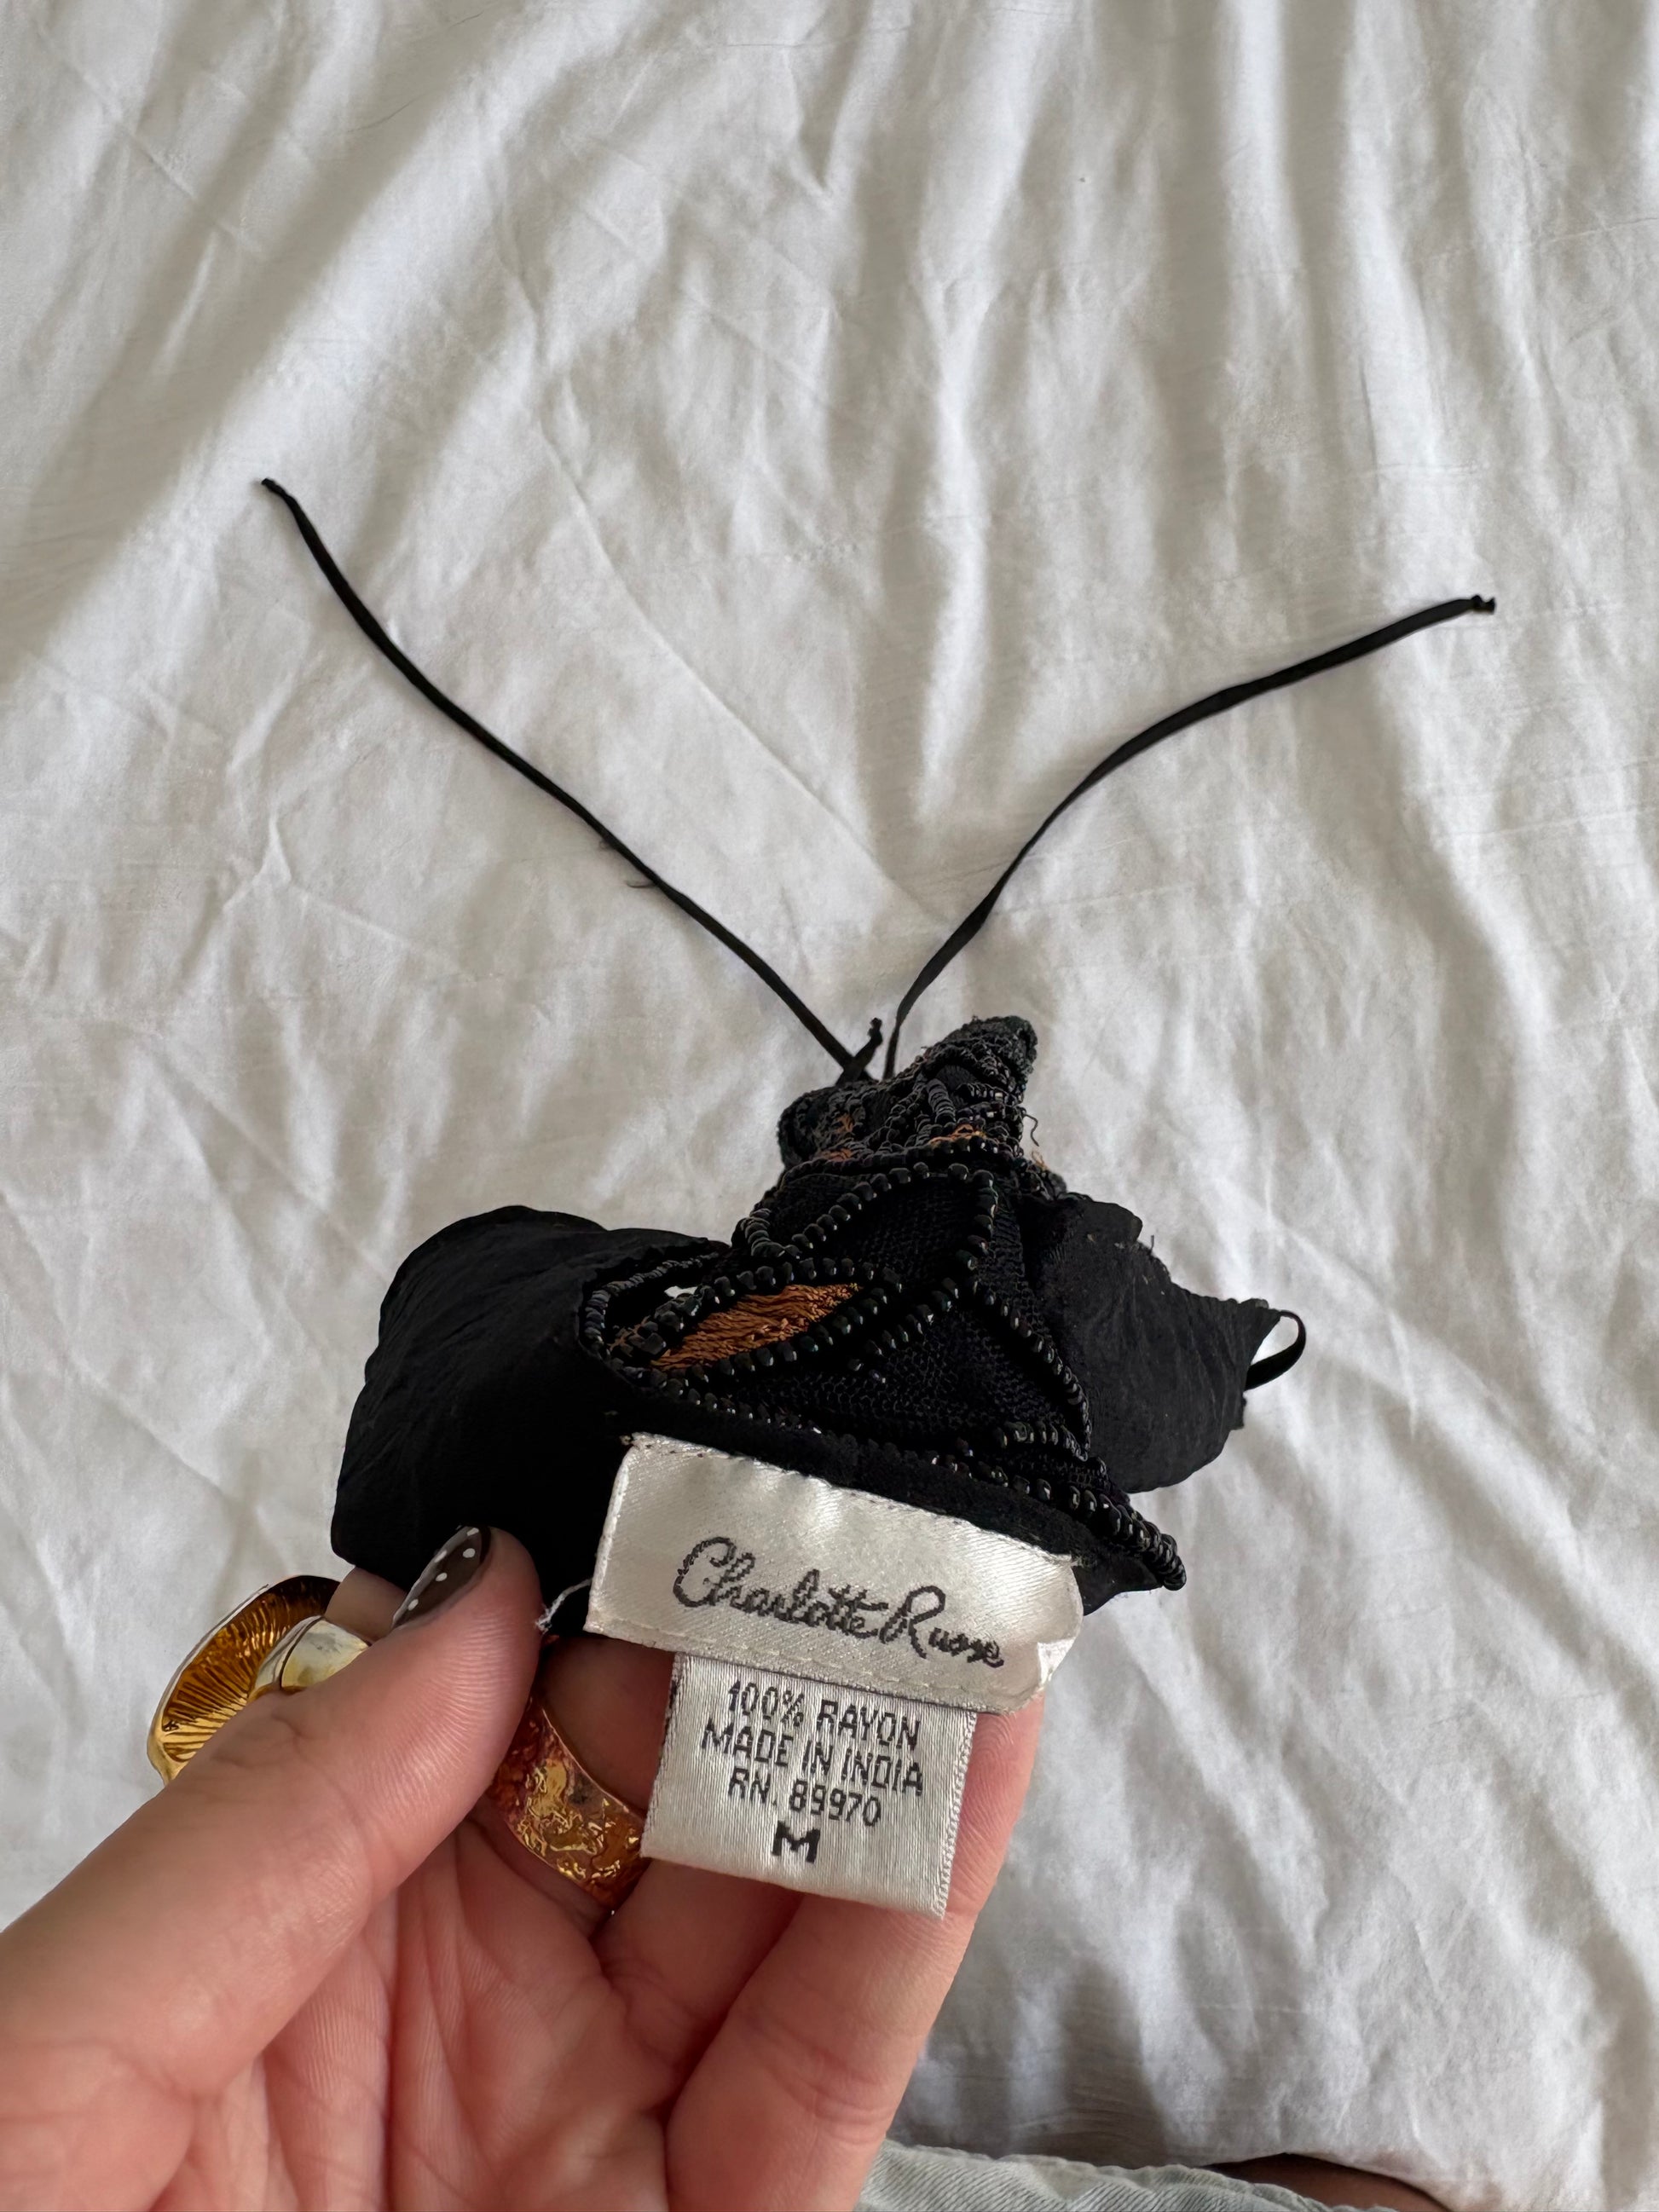 Charlotte Russe
100% RAYON
MADE IN INDIA
RN. 89970
M